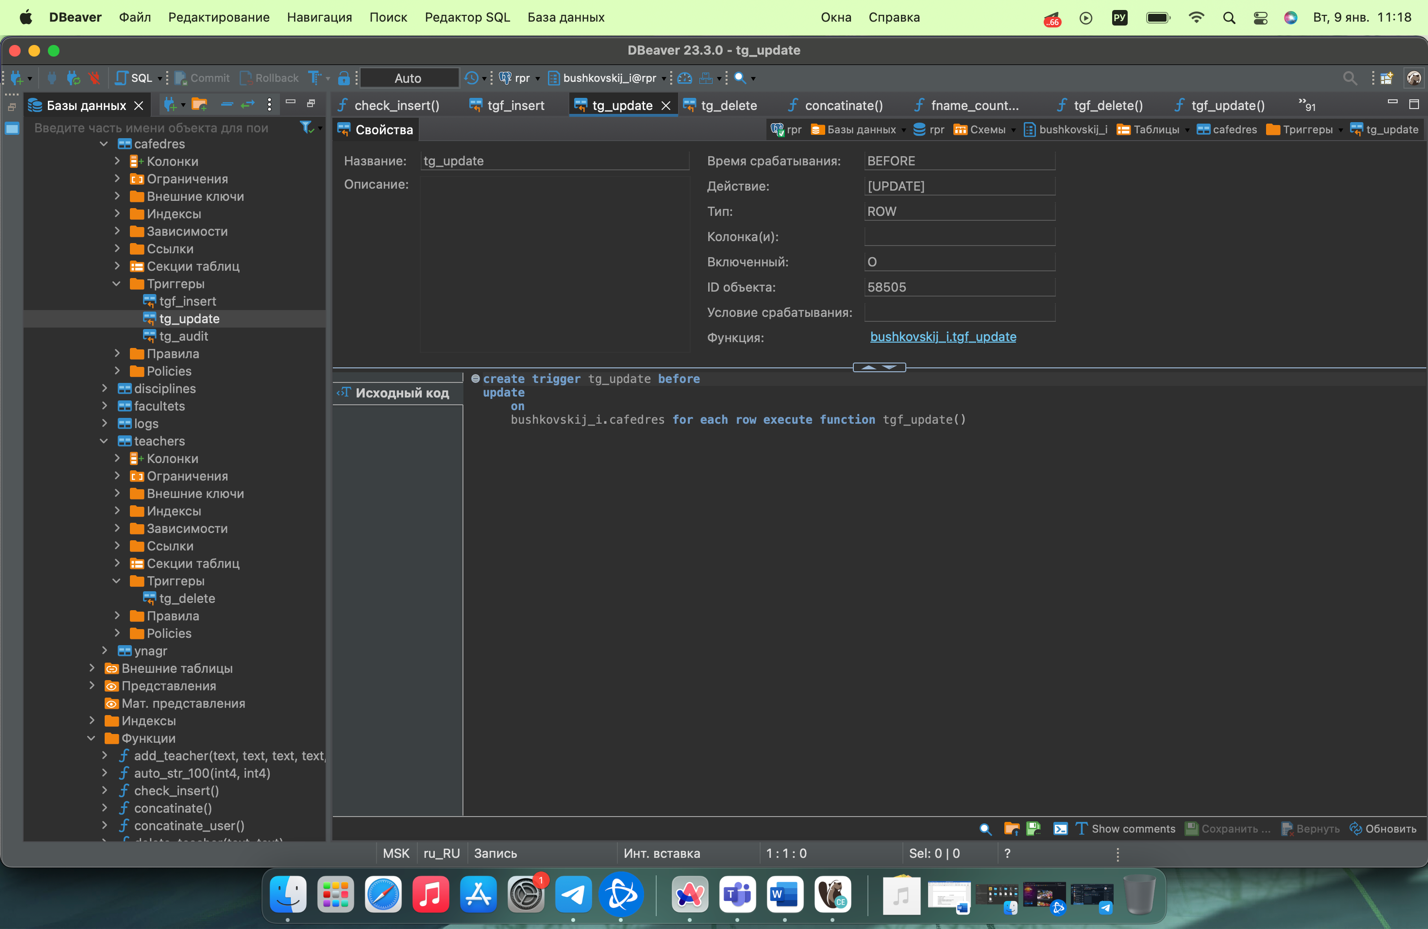 DBeaver Файл Редактирование Навигация Поиск Редактор SQL База данных Окна Справка 66 РУ Вт, 9 янв. 11:18
DBeaver 23.3.0 - tg_update
SQL Commit Rollback Auto rpr bushkovskij_i@rpr
Базы данных
check_insert() tgf_insert tg_update tg_delete concatinate() fname_count... tgf_delete() tgf_update() »91
Введите часть имени объекта для пои
Свойства
rpr Базы данных rpr Схемы bushkovskij_i Таблицы cafedres Триггеры tg_update
Название: tg_update
Описание:
Время срабатывания: BEFORE
Действие: [UPDATE]
Тип: ROW
Колонка(и):
Включенный: O
ID объекта: 58505
Условие срабатывания:
Функция: bushkovskij_i.tgf_update
cafedres
Колонки
Ограничения
Внешние ключи
Индексы
Зависимости
Ссылки
Секции таблиц
Триггеры
tgf_insert
tg_update
tg_audit
Правила
Policies
disciplines
facultets
logs
teachers
Колонки
Ограничения
Внешние ключи
Индексы
Зависимости
Ссылки
Секции таблиц
Триггеры
tg_delete
Правила
Policies
ynagr
Внешние таблицы
Представления
Мат. представления
Индексы
Функции
add_teacher(text, text, text, text,
auto_str_100(int4, int4)
check_insert()
concatinate()
concatinate_user()
Исходный код
create trigger tg_update before
update
on
bushkovskij_i.cafedres for each row execute function tgf_update()
Show comments Сохранить ... Вернуть Обновить
MSK ru_RU Запись Инт. вставка 1 : 1 : 0 Sel: 0 | 0 ?
1